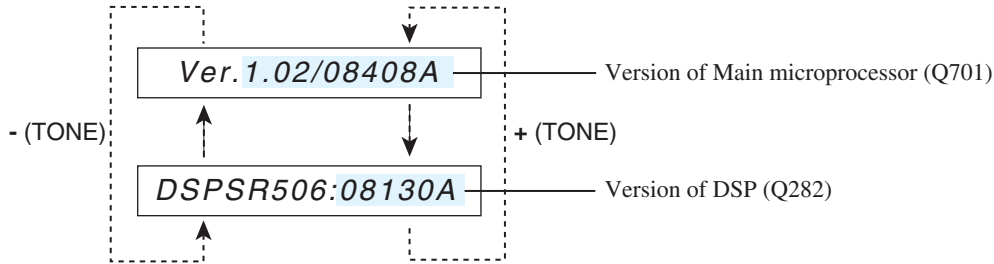 Ver.1.02/08408A
Version of Main microprocessor (Q701)
- (TONE)
+ (TONE)
DSPSR506:08130A
Version of DSP (Q282)